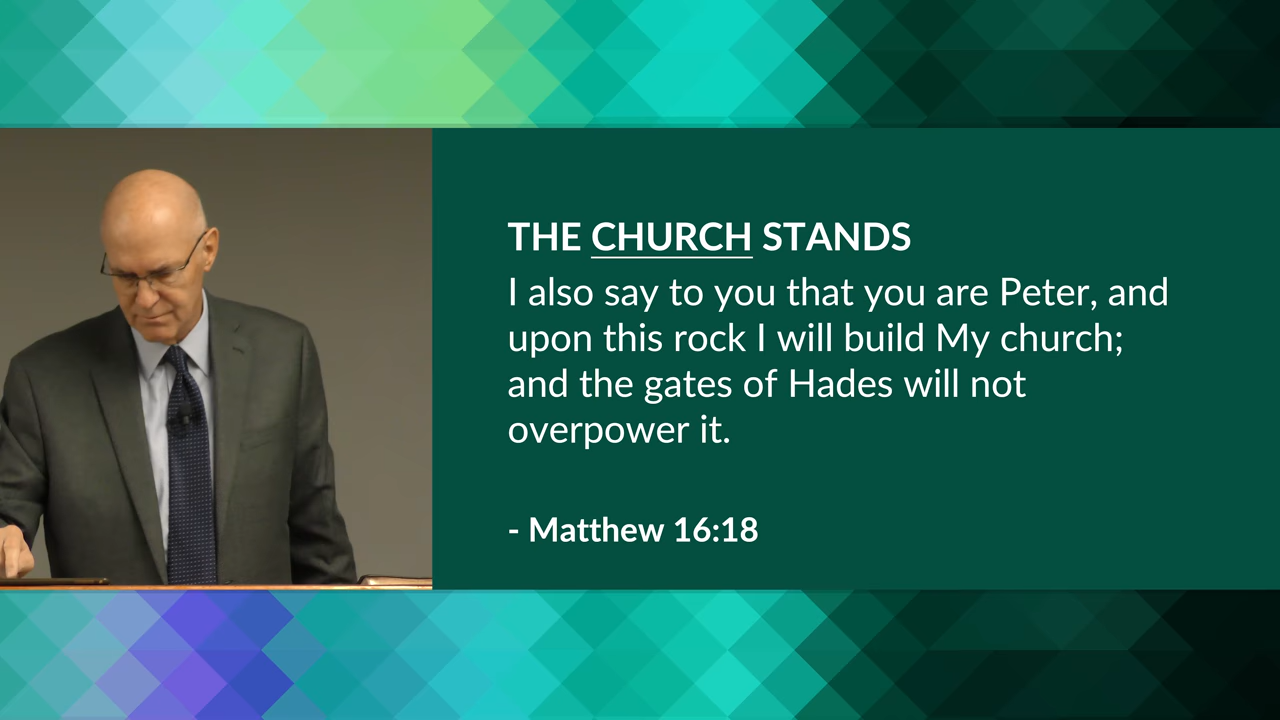 THE CHURCH STANDS
I also say to you that you are Peter, and
upon this rock I will build My church;
and the gates of Hades will not
overpower it.
- Matthew 16:18